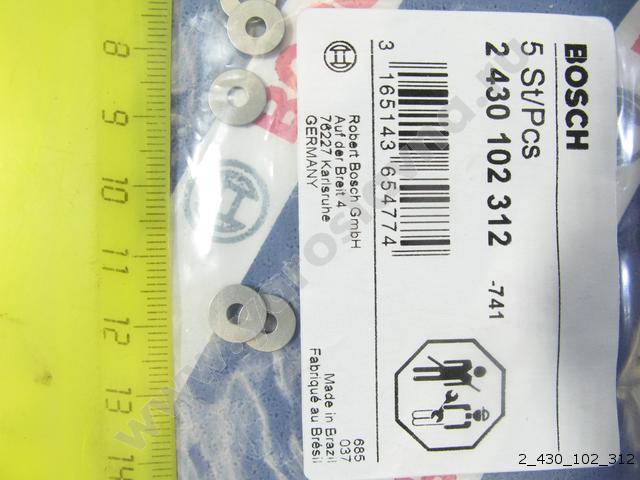 BOSCH
5 St/Pcs
2 430 102 312
-741
3 165143 654774
Robert Bosch GmbH
Auf der Breit 4
76227 Karlsruhe
GERMANY
685
037
Made in Brazil
Fabriqué au Brésil
8
9
10
11
12
13
14
2_430_102_312